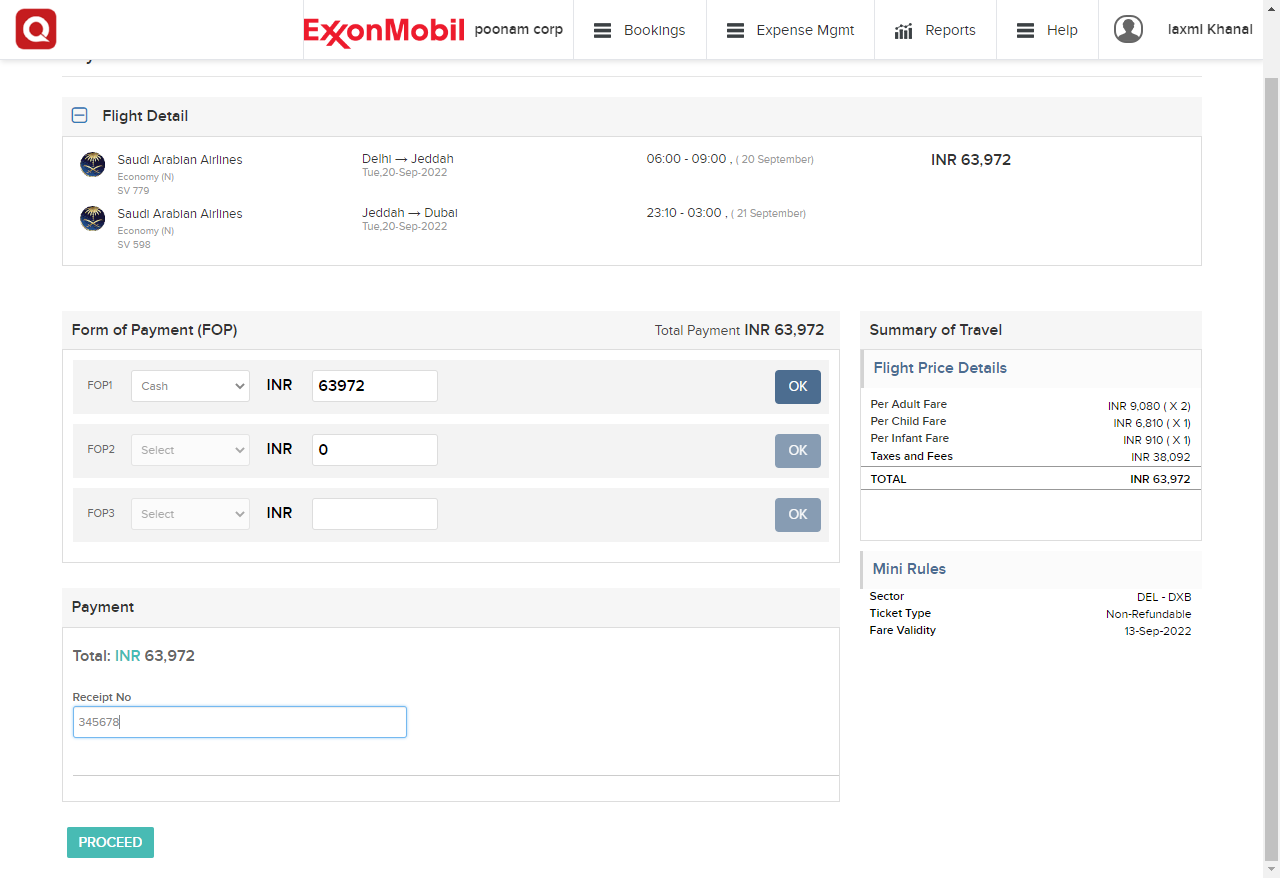 Q ExxonMobil poonam corp Bookings Expense Mgmt Reports Help laxmi Khanal
Flight Detail
Saudi Arabian Airlines Delhi → Jeddah 06:00 - 09:00 , ( 20 September) INR 63,972
Economy (N) Tue,20-Sep-2022
SV 779
Saudi Arabian Airlines Jeddah → Dubai 23:10 - 03:00 , ( 21 September)
Economy (N) Tue,20-Sep-2022
SV 598
Form of Payment (FOP) Total Payment INR 63,972
FOP1 Cash INR 63972 OK
FOP2 Select INR 0 OK
FOP3 Select INR OK
Payment
Total: INR 63,972
Receipt No
345678
PROCEED
Summary of Travel
Flight Price Details
Per Adult Fare INR 9,080 ( X 2)
Per Child Fare INR 6,810 ( X 1)
Per Infant Fare INR 910 ( X 1)
Taxes and Fees INR 38,092
TOTAL INR 63,972
Mini Rules
Sector DEL - DXB
Ticket Type Non-Refundable
Fare Validity 13-Sep-2022